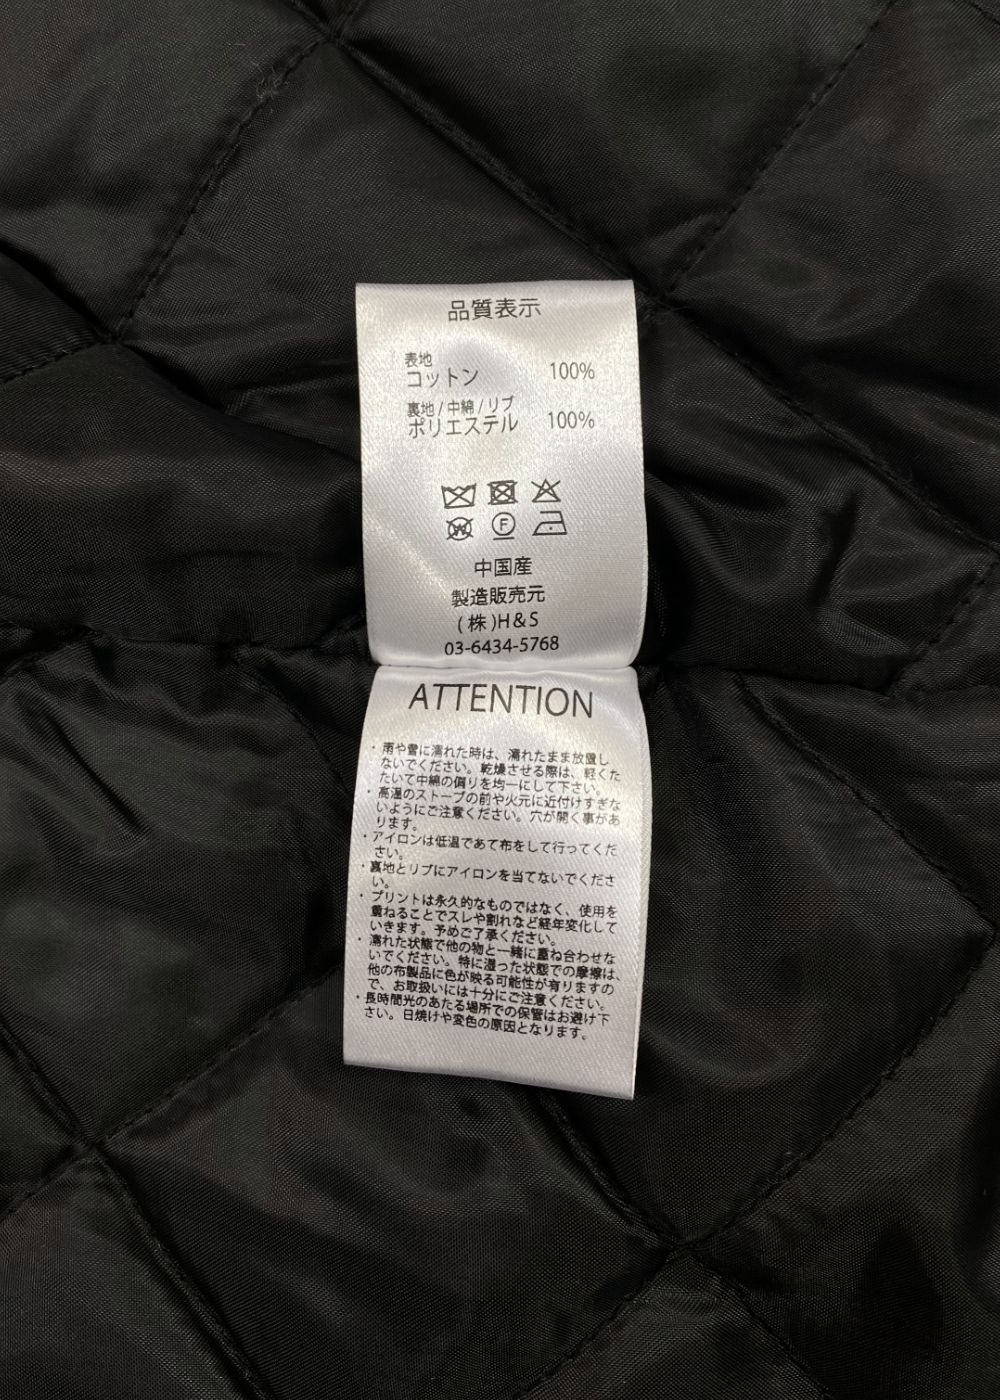 品質表示
表地
コットン 100%
裏地/中綿/リブ
ポリエステル 100%
W F
中国産
製造販売元
(株)H&S
03-6434-5768
ATTENTION
・雨や雪に濡れた時は、濡れたまま放置し
ないでください。乾燥させる際は、軽くた
たいて中綿の偏りを均一にして下さい。
・高温のストーブの前や火元に近付けすぎな
いようにご注意ください。穴が開く事があ
ります。
・アイロンは低温であて布をして行ってくだ
さい。
・裏地とリブにアイロンを当てないでくださ
い。
・プリントは永久的なものではなく、使用を
重ねることでスレや割れなど経年変化して
いきます。予めご了承ください。
・濡れた状態で他の物と一緒に重ね合わせな
いでください。特に湿った状態での摩擦は、
他の布製品に色が映る可能性が有りますの
で、お取扱いには十分にご注意ください。
・長時間光のあたる場所での保管はお避け下
さい。日焼けや変色の原因となります。